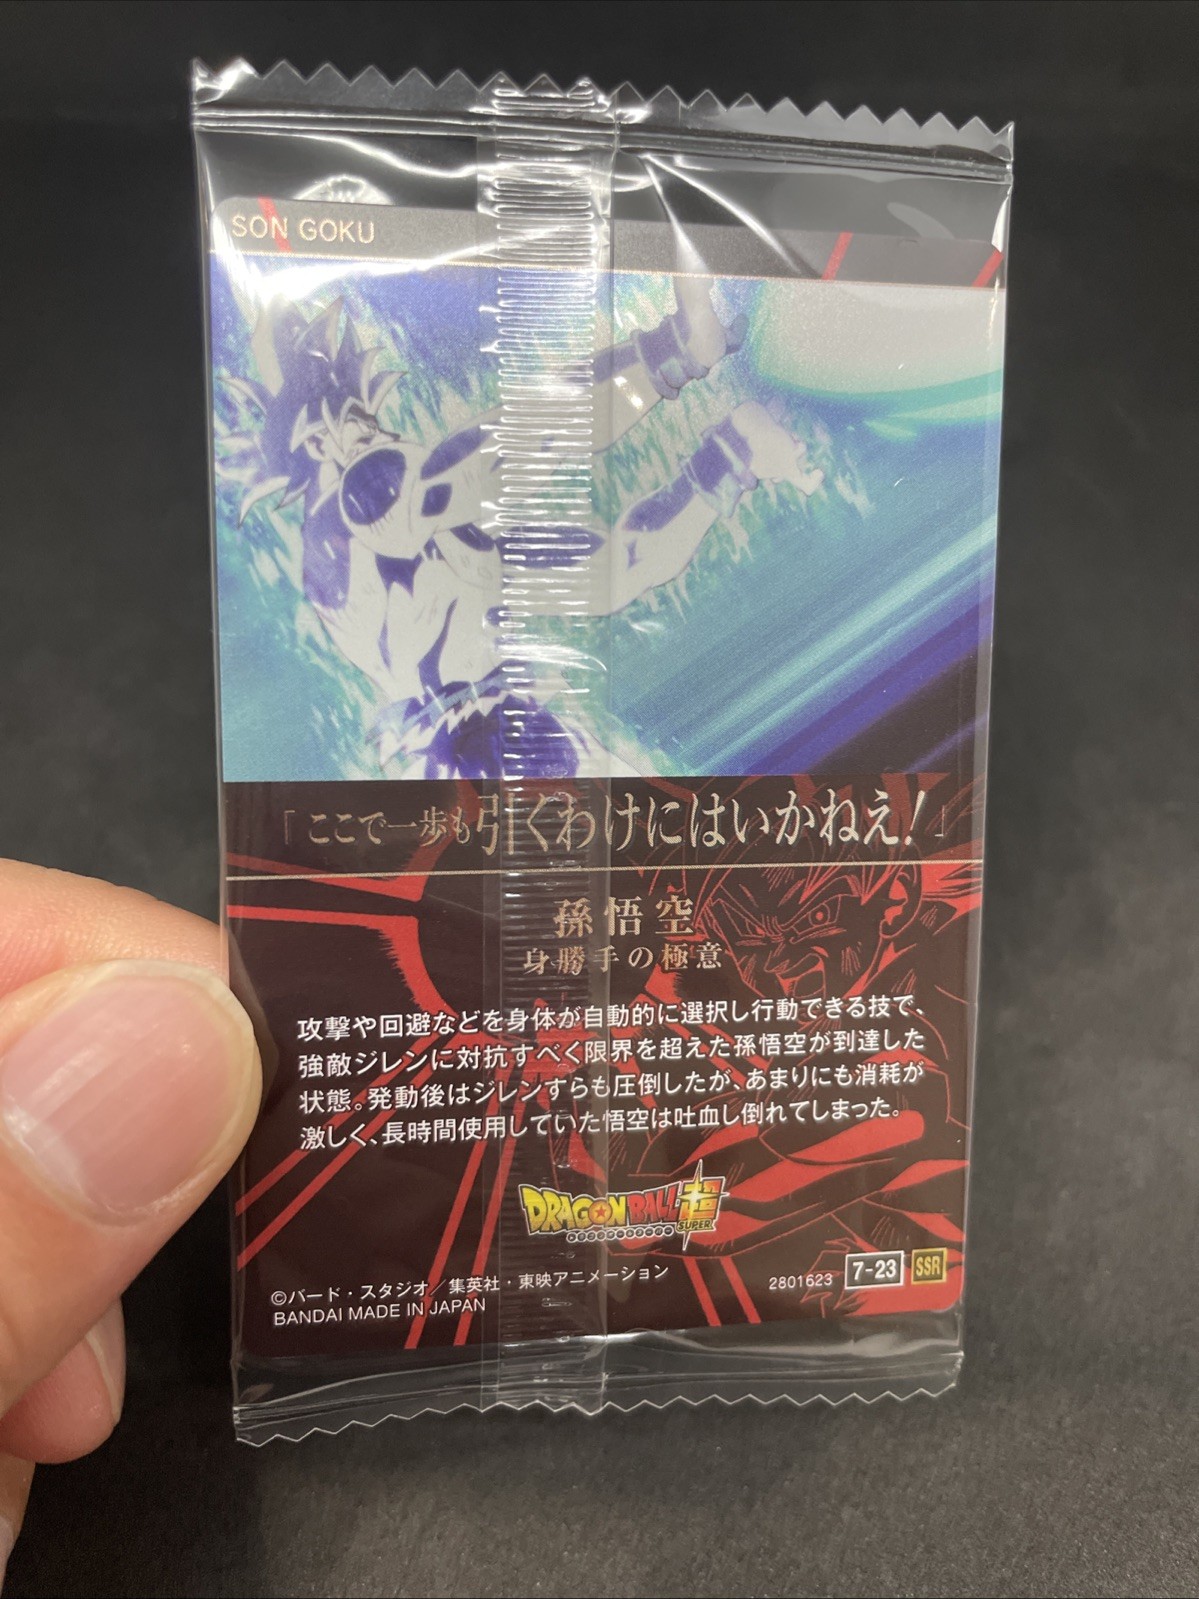 SON GOKU
「ここで一歩も引くわけにはいかねえ！」
孫悟空
身勝手の極意
攻撃や回避などを身体が自動的に選択し行動できる技で、
強敵ジレンに対抗すべく限界を超えた孫悟空が到達した
状態。発動後はジレンすらも圧倒したが、あまりにも消耗が
激しく、長時間使用していた悟空は吐血し倒れてしまった。
DRAGON BALL超
SUPER
©バード・スタジオ／集英社・東映アニメーション
BANDAI MADE IN JAPAN
2801623 7-23 SSR